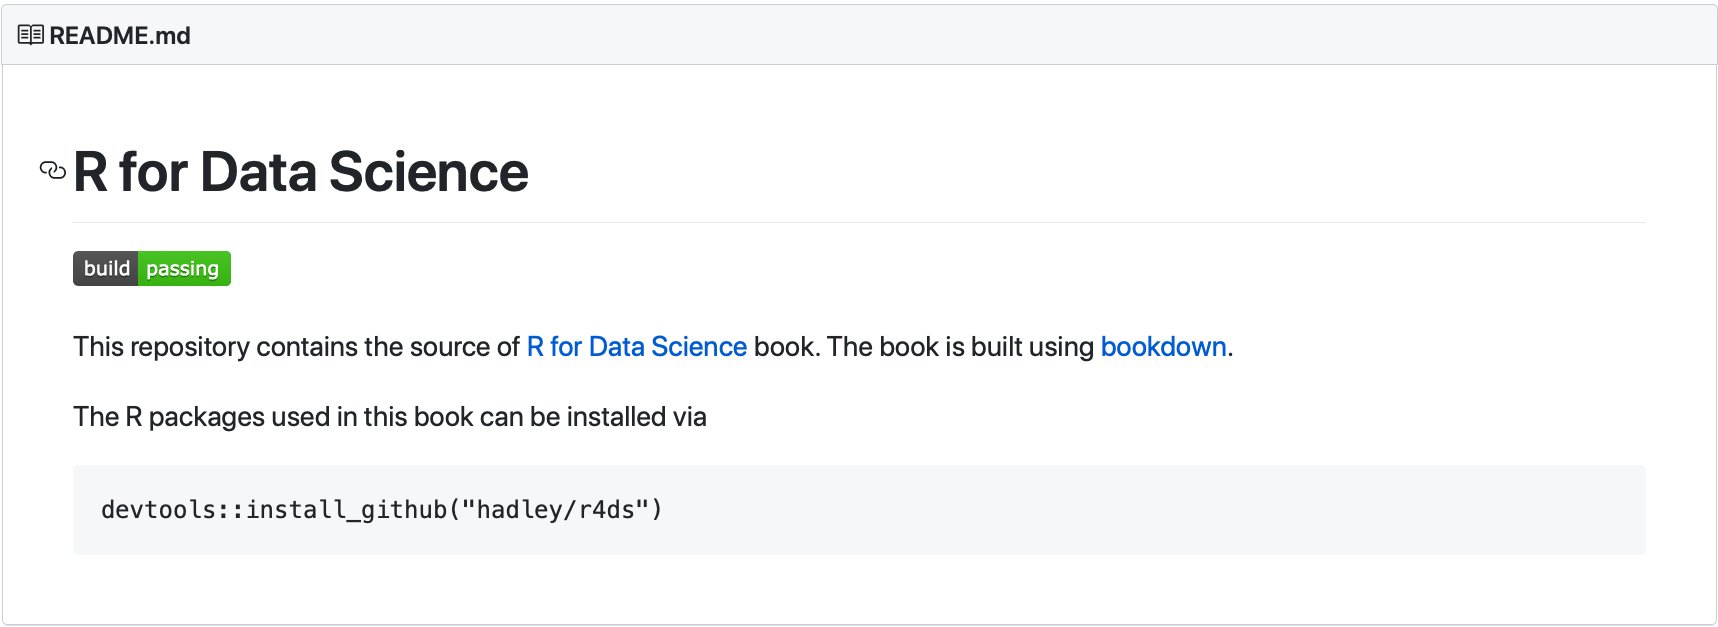 README.md
R for Data Science
build passing
This repository contains the source of R for Data Science book. The book is built using bookdown.
The R packages used in this book can be installed via
devtools::install_github("hadley/r4ds")